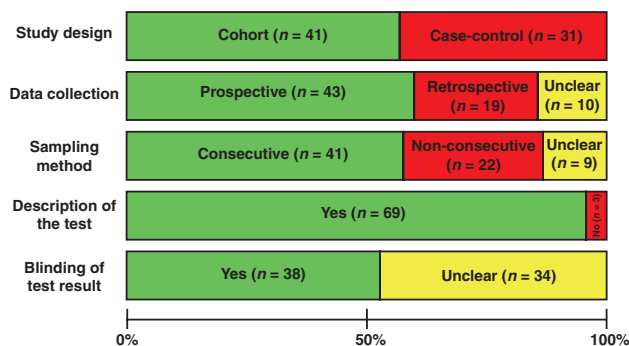 Study design
Cohort (n = 41)
Case-control (n = 31)
Data collection
Prospective (n = 43)
Retrospective
(n = 19)
Unclear
(n = 10)
Sampling
method
Consecutive (n = 41)
Non-consecutive
(n = 22)
Unclear
(n = 9)
Description of
the test
Yes (n = 69)
No (n = 3)
Blinding of
test result
Yes (n = 38)
Unclear (n = 34)
0%
50%
100%